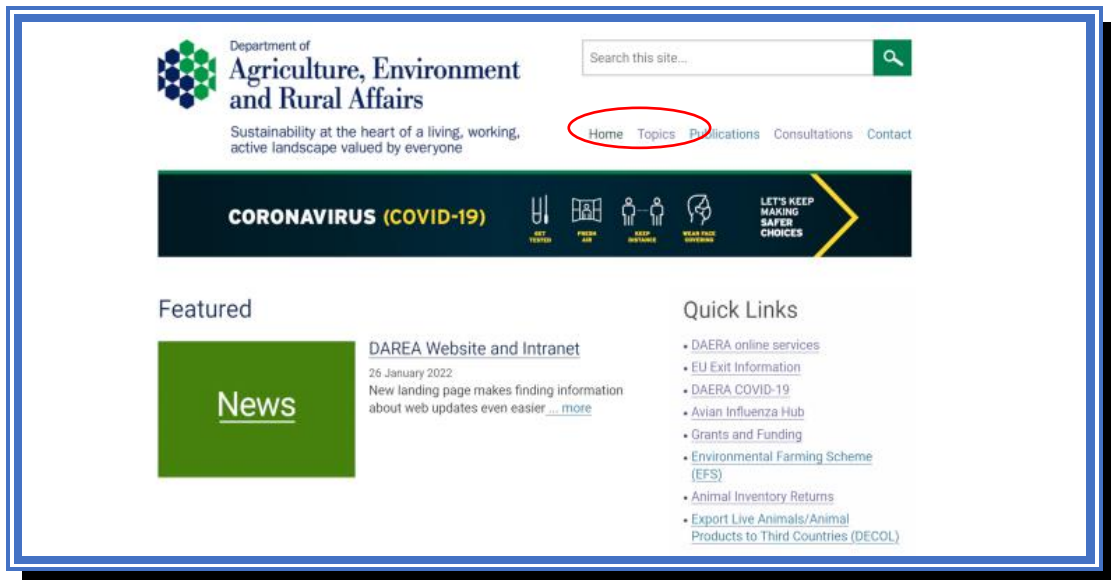 Department of
Agriculture, Environment
and Rural Affairs
Sustainability at the heart of a living, working,
active landscape valued by everyone
Search this site...
Home Topics Publications Consultations Contact
CORONAVIRUS (COVID-19)
GET
TESTED
FRESH
AIR
KEEP
DISTANCE
WEAR FACE
COVERING
LET'S KEEP
MAKING
SAFER
CHOICES
Featured
News
DAREA Website and Intranet
26 January 2022
New landing page makes finding information
about web updates even easier ... more
Quick Links
• DAERA online services
• EU Exit Information
• DAERA COVID-19
• Avian Influenza Hub
• Grants and Funding
• Environmental Farming Scheme
(EFS)
• Animal Inventory Returns
• Export Live Animals/Animal
Products to Third Countries (DECOL)